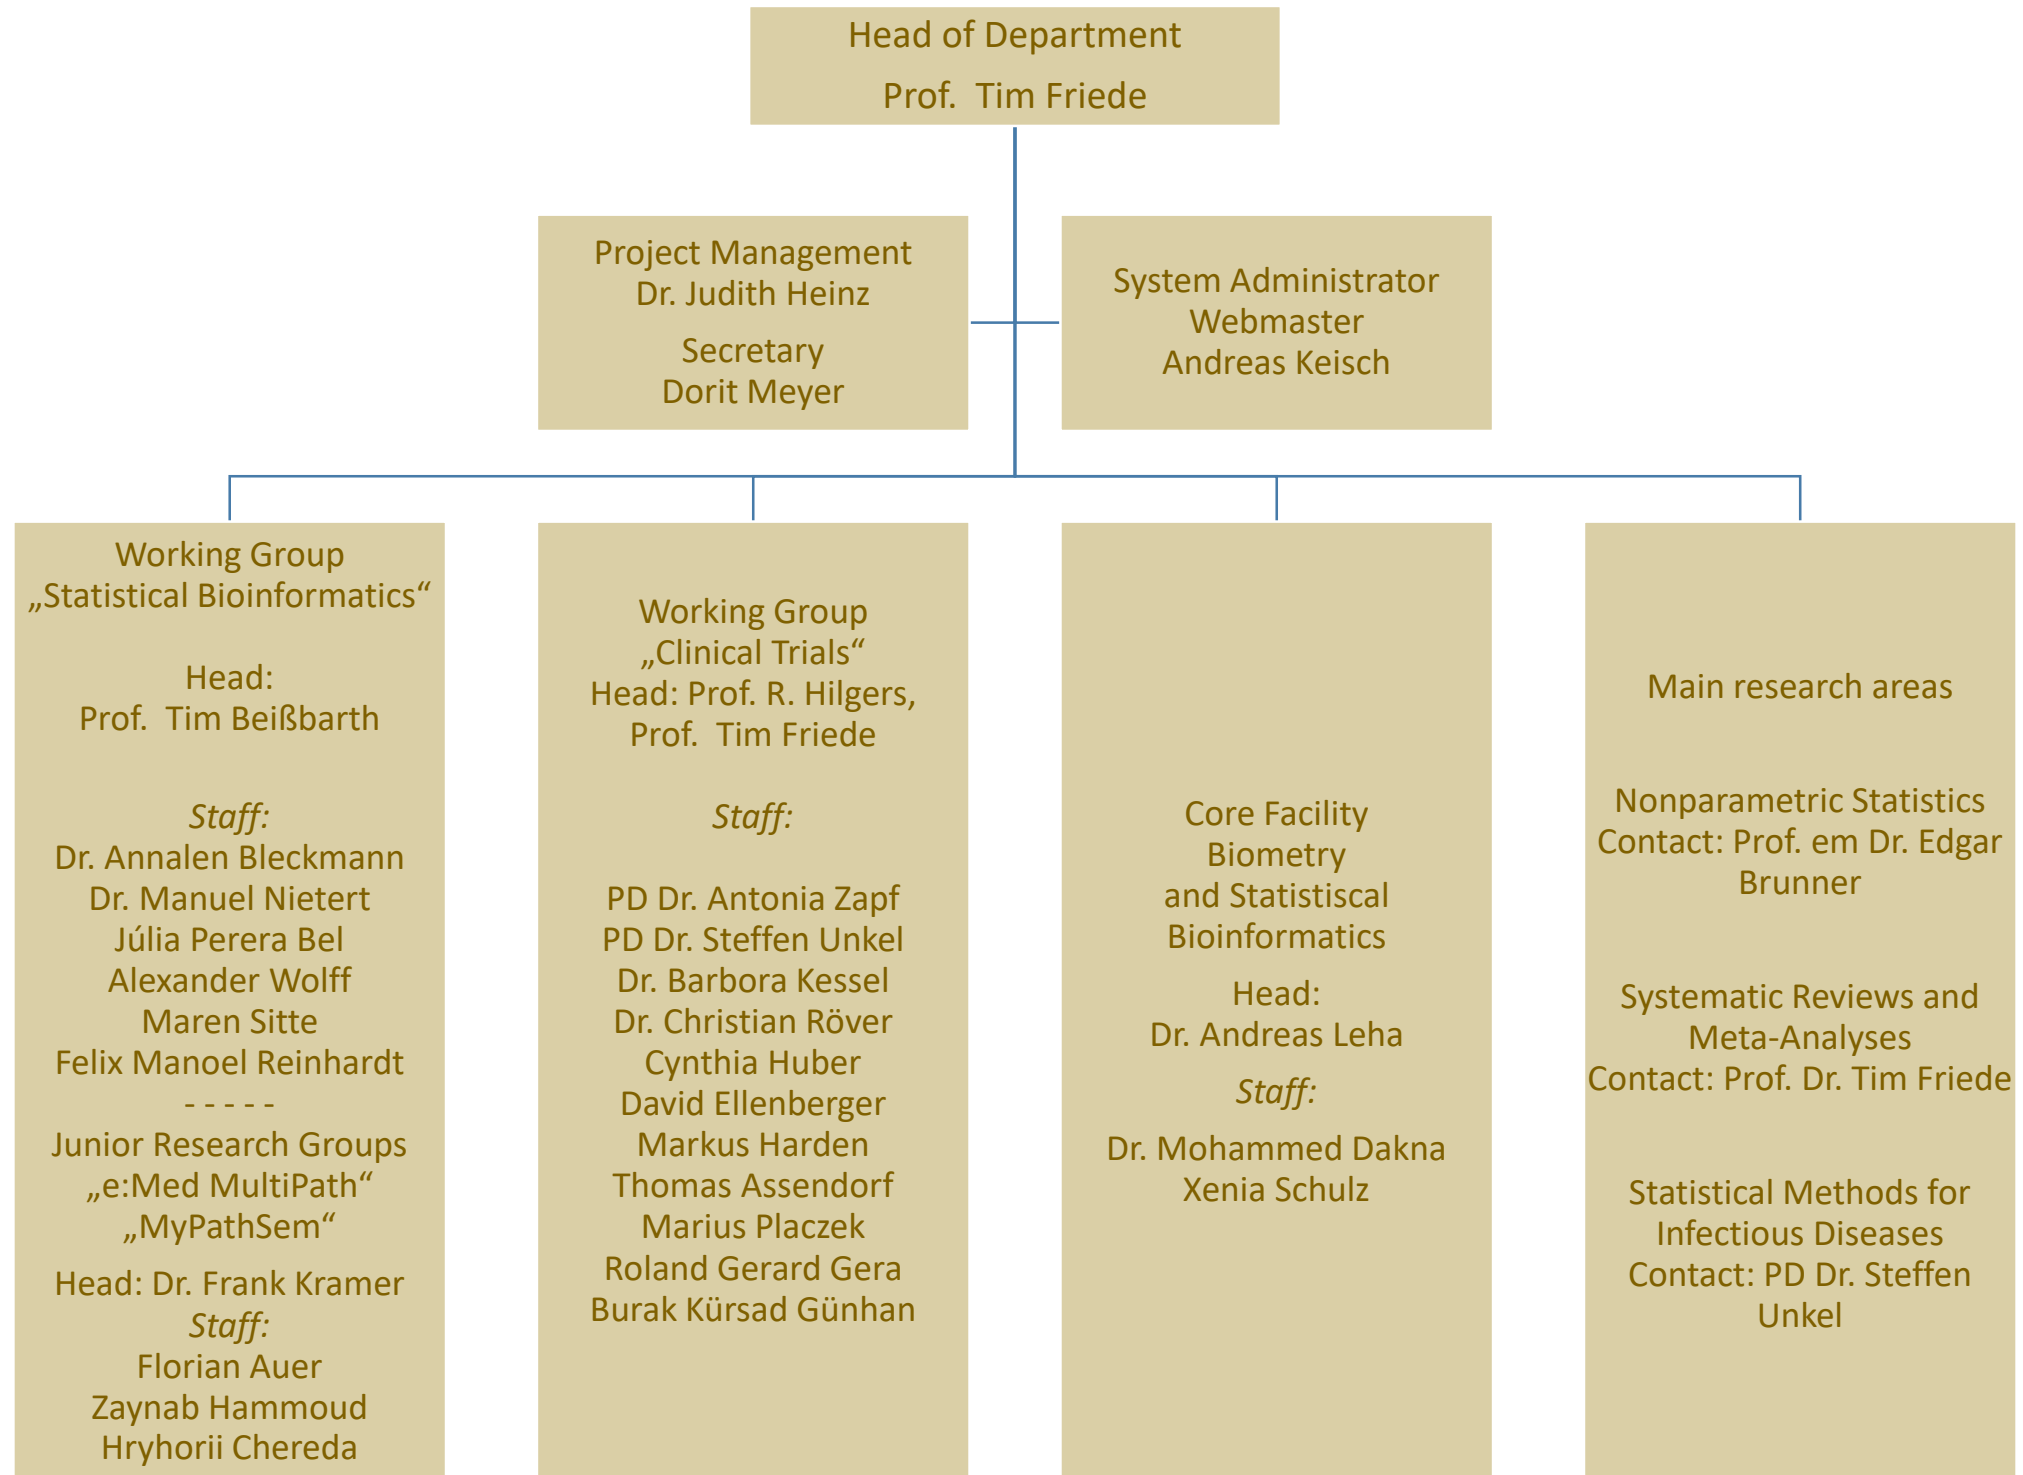 Head of Department
Prof.  Tim Friede
Project Management
Dr. Judith Heinz
Secretary
Dorit Meyer
System Administrator
Webmaster
Andreas Keisch
Working Group
„Statistical Bioinformatics“
Head:
Prof.  Tim Beißbarth
Staff:
Dr. Annalen Bleckmann
Dr. Manuel Nietert
Júlia Perera Bel
Alexander Wolff
Maren Sitte
Felix Manoel Reinhardt
- - - - -
Junior Research Groups
„e:Med MultiPath“
„MyPathSem“
Head: Dr. Frank Kramer
Staff:
Florian Auer
Zaynab Hammoud
Hryhorii Chereda
Working Group
„Clinical Trials“
Head: Prof. R. Hilgers,
Prof.  Tim Friede
Staff:
PD Dr. Antonia Zapf
PD Dr. Steffen Unkel
Dr. Barbora Kessel
Dr. Christian Röver
Cynthia Huber
David Ellenberger
Markus Harden
Thomas Assendorf
Marius Placzek
Roland Gerard Gera
Burak Kürsad Günhan
Core Facility
Biometry
and Statistiscal
Bioinformatics
Head:
Dr. Andreas Leha
Staff:
Dr. Mohammed Dakna
Xenia Schulz
Main research areas
Nonparametric Statistics
Contact: Prof. em Dr. Edgar
Brunner
Systematic Reviews and
Meta-Analyses
Contact: Prof. Dr. Tim Friede
Statistical Methods for
Infectious Diseases
Contact: PD Dr. Steffen
Unkel